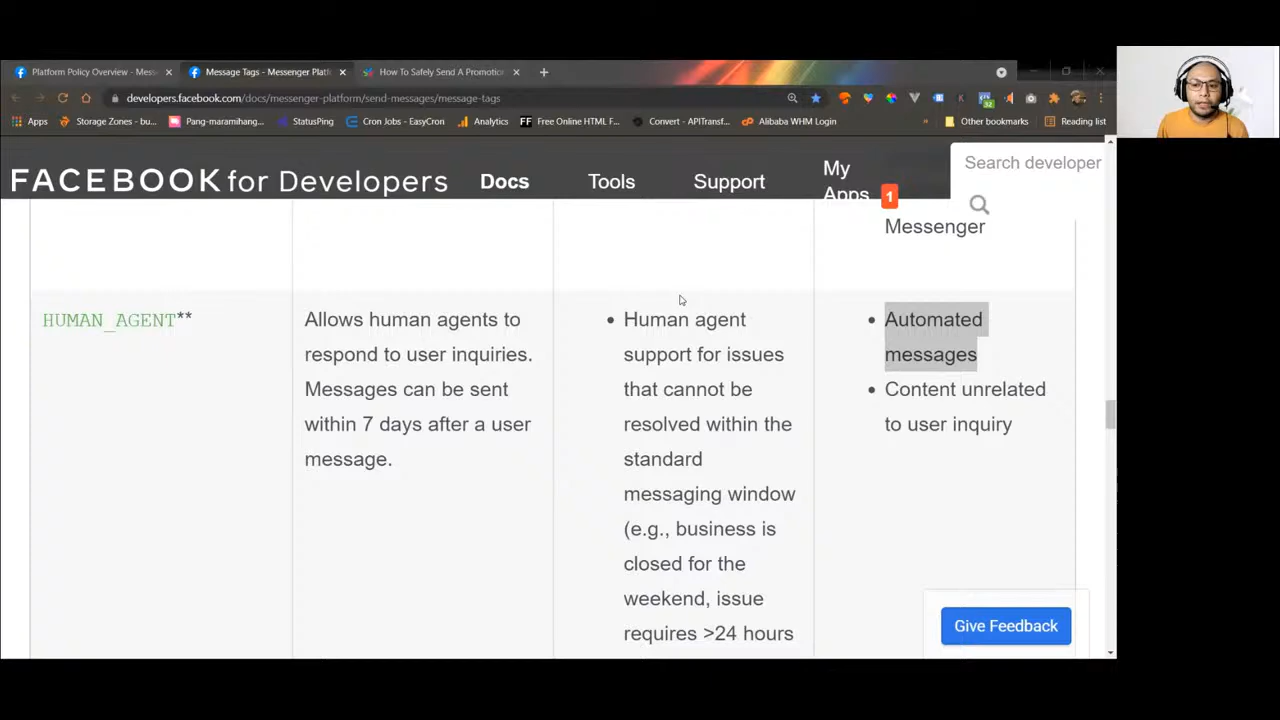 Platform Policy Overview - Mess
Message Tags - Messenger Platf
How To Safely Send A Promotion
developers.facebook.com/docs/messenger-platform/send-messages/message-tags
Apps
Storage Zones - bu...
Pang-maramihang...
StatusPing
Cron Jobs - EasyCron
Analytics
FF Free Online HTML F...
Convert - APITransf...
Alibaba WHM Login
»
Other bookmarks
Reading list
FACEBOOK for Developers
Docs
Tools
Support
My
Apps
1
Search developer
Messenger
HUMAN_AGENT**
Allows human agents to
respond to user inquiries.
Messages can be sent
within 7 days after a user
message.
• Human agent
support for issues
that cannot be
resolved within the
standard
messaging window
(e.g., business is
closed for the
weekend, issue
requires >24 hours
• Automated
messages
• Content unrelated
to user inquiry
Give Feedback